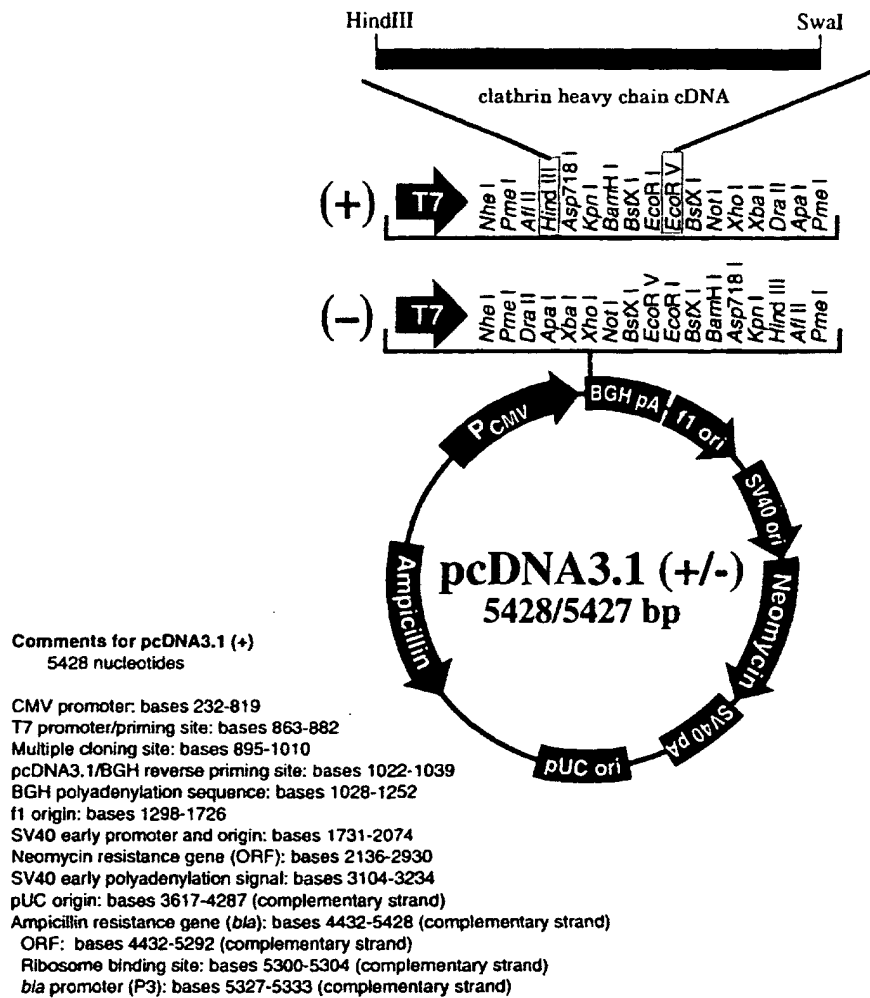 HindIII SwaI
clathrin heavy chain cDNA
(+) T7 Nhe I Pme I Afl II Hind III Asp718 I Kpn I BamH I BstX I EcoR I EcoR V BstX I Not I Xho I Xba I Dra II Apa I Pme I
(−) T7 Nhe I Pme I Dra II Apa I Xba I Xho I Not I BstX I EcoR V EcoR I BstX I BamH I Asp718 I Kpn I Hind III Afl II Pme I
PCMV
BGH pA
f1 ori
SV40 ori
Neomycin
SV40 pA
pUC ori
Ampicillin
pcDNA3.1 (+/-)
5428/5427 bp
Comments for pcDNA3.1 (+)
5428 nucleotides
CMV promoter: bases 232-819
T7 promoter/priming site: bases 863-882
Multiple cloning site: bases 895-1010
pcDNA3.1/BGH reverse priming site: bases 1022-1039
BGH polyadenylation sequence: bases 1028-1252
f1 origin: bases 1298-1726
SV40 early promoter and origin: bases 1731-2074
Neomycin resistance gene (ORF): bases 2136-2930
SV40 early polyadenylation signal: bases 3104-3234
pUC origin: bases 3617-4287 (complementary strand)
Ampicillin resistance gene (bla): bases 4432-5428 (complementary strand)
ORF: bases 4432-5292 (complementary strand)
Ribosome binding site: bases 5300-5304 (complementary strand)
bla promoter (P3): bases 5327-5333 (complementary strand)